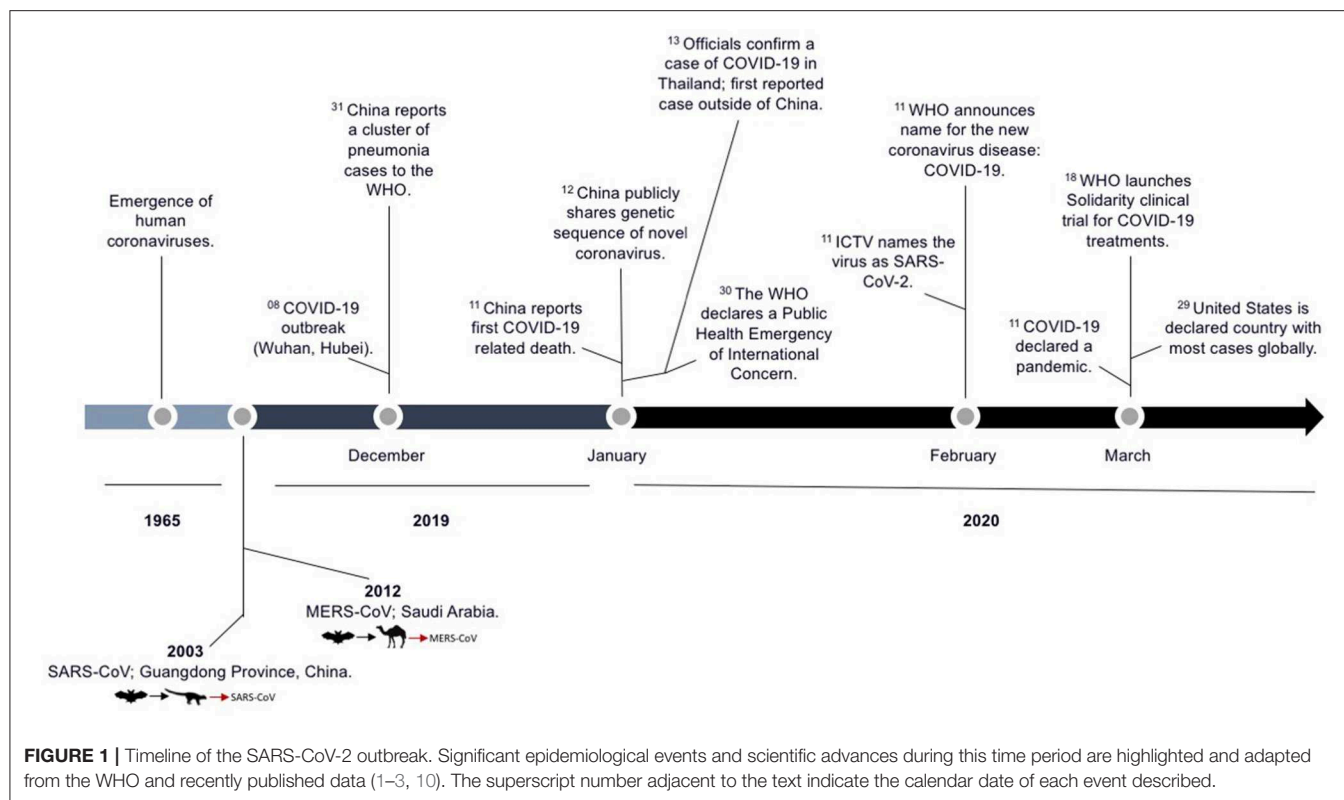 Emergence of
human
coronaviruses.
08 COVID-19
outbreak
(Wuhan, Hubei).
31 China reports
a cluster of
pneumonia
cases to the
WHO.
11 China reports
first COVID-19
related death.
12 China publicly
shares genetic
sequence of novel
coronavirus.
13 Officials confirm a
case of COVID-19 in
Thailand; first reported
case outside of China.
30 The WHO
declares a Public
Health Emergency
of International
Concern.
11 ICTV names the
virus as SARS-
CoV-2.
11 WHO announces
name for the new
coronavirus disease:
COVID-19.
11 COVID-19
declared a
pandemic.
18 WHO launches
Solidarity clinical
trial for COVID-19
treatments.
29 United States is
declared country with
most cases globally.
December
January
February
March
1965
2019
2020
2012
MERS-CoV; Saudi Arabia.
MERS-CoV
2003
SARS-CoV; Guangdong Province, China.
SARS-CoV
FIGURE 1 | Timeline of the SARS-CoV-2 outbreak. Significant epidemiological events and scientific advances during this time period are highlighted and adapted
from the WHO and recently published data (1–3, 10). The superscript number adjacent to the text indicate the calendar date of each event described.